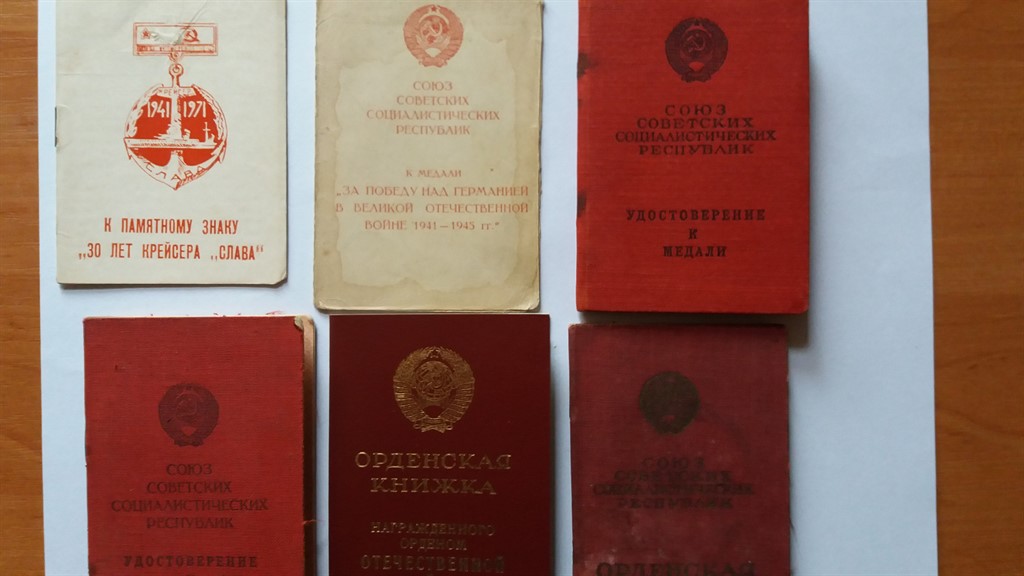 1941 1971
СЛАВА
К ПАМЯТНОМУ ЗНАКУ
„30 ЛЕТ КРЕЙСЕРА „СЛАВА"
СОЮЗ
СОВЕТСКИХ
СОЦИАЛИСТИЧЕСКИХ
РЕСПУБЛИК
К МЕДАЛИ
„ЗА ПОБЕДУ НАД ГЕРМАНИЕЙ
В ВЕЛИКОЙ ОТЕЧЕСТВЕННОЙ
ВОЙНЕ 1941—1945 гг."
СОЮЗ
СОВЕТСКИХ
СОЦИАЛИСТИЧЕСКИХ
РЕСПУБЛИК
УДОСТОВЕРЕНИЕ
К
МЕДАЛИ
СОЮЗ
СОВЕТСКИХ
СОЦИАЛИСТИЧЕСКИХ
РЕСПУБЛИК
УДОСТОВЕРЕНИЕ
ОРДЕНСКАЯ
КНИЖКА
НАГРАЖДЕННОГО
ОРДЕНОМ
ОТЕЧЕСТВЕННОЙ
СОЮЗ
СОВЕТСКИХ
СОЦИАЛИСТИЧЕСКИХ
РЕСПУБЛИК
ОРДЕНСКАЯ